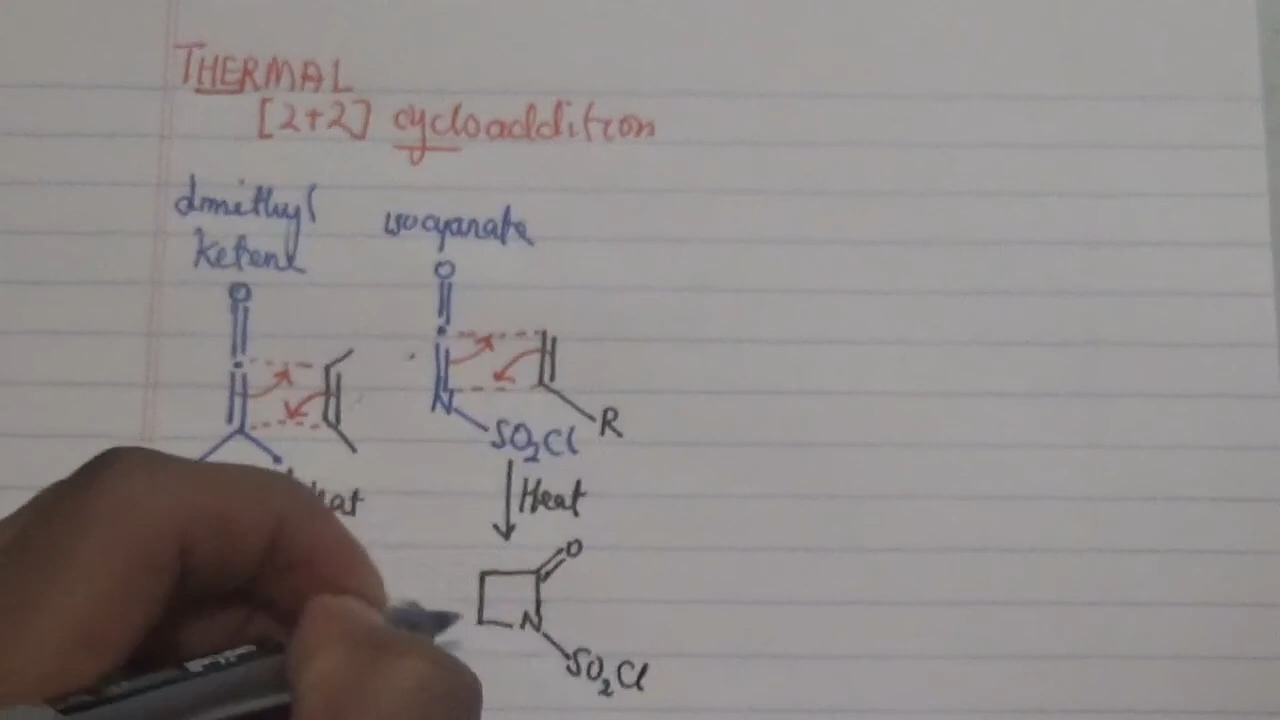 THERMAL
[2+2] cycloaddition
dimethyl
ketene
isocyanate
O
O
N
SO2Cl
R
Heat
O
N
SO2Cl